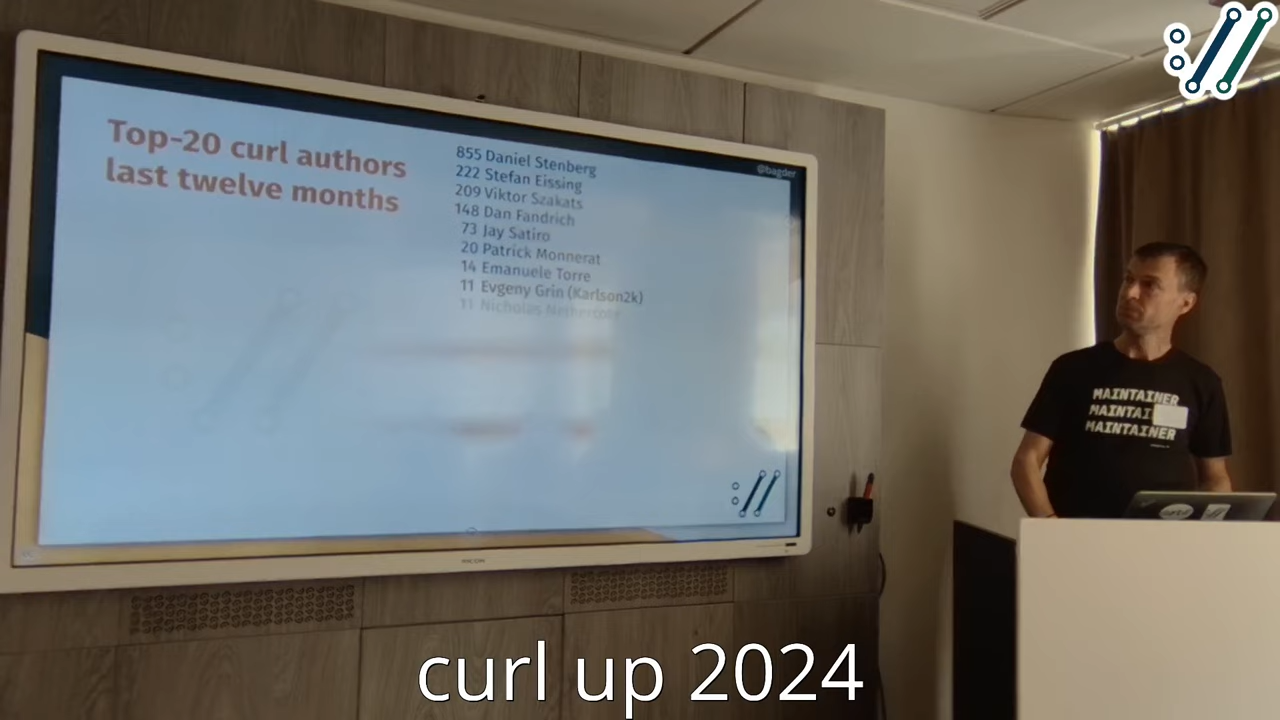 Top-20 curl authors
last twelve months
855 Daniel Stenberg
222 Stefan Eissing
209 Viktor Szakats
148 Dan Fandrich
73 Jay Satiro
20 Patrick Monnerat
14 Emanuele Torre
11 Evgeny Grin (Karlson2k)
11 Nicholas Nethercote
@bagder
RICOH
MAINTAINER
MAINTAI
MAINTAINER
curl up 2024